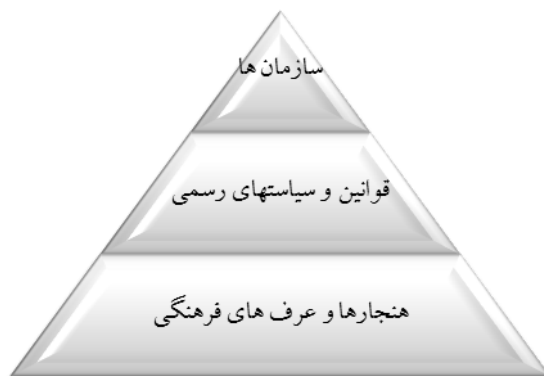 سازمان ها
قوانین و سیاستهای رسمی
هنجارها و عرف های فرهنگی